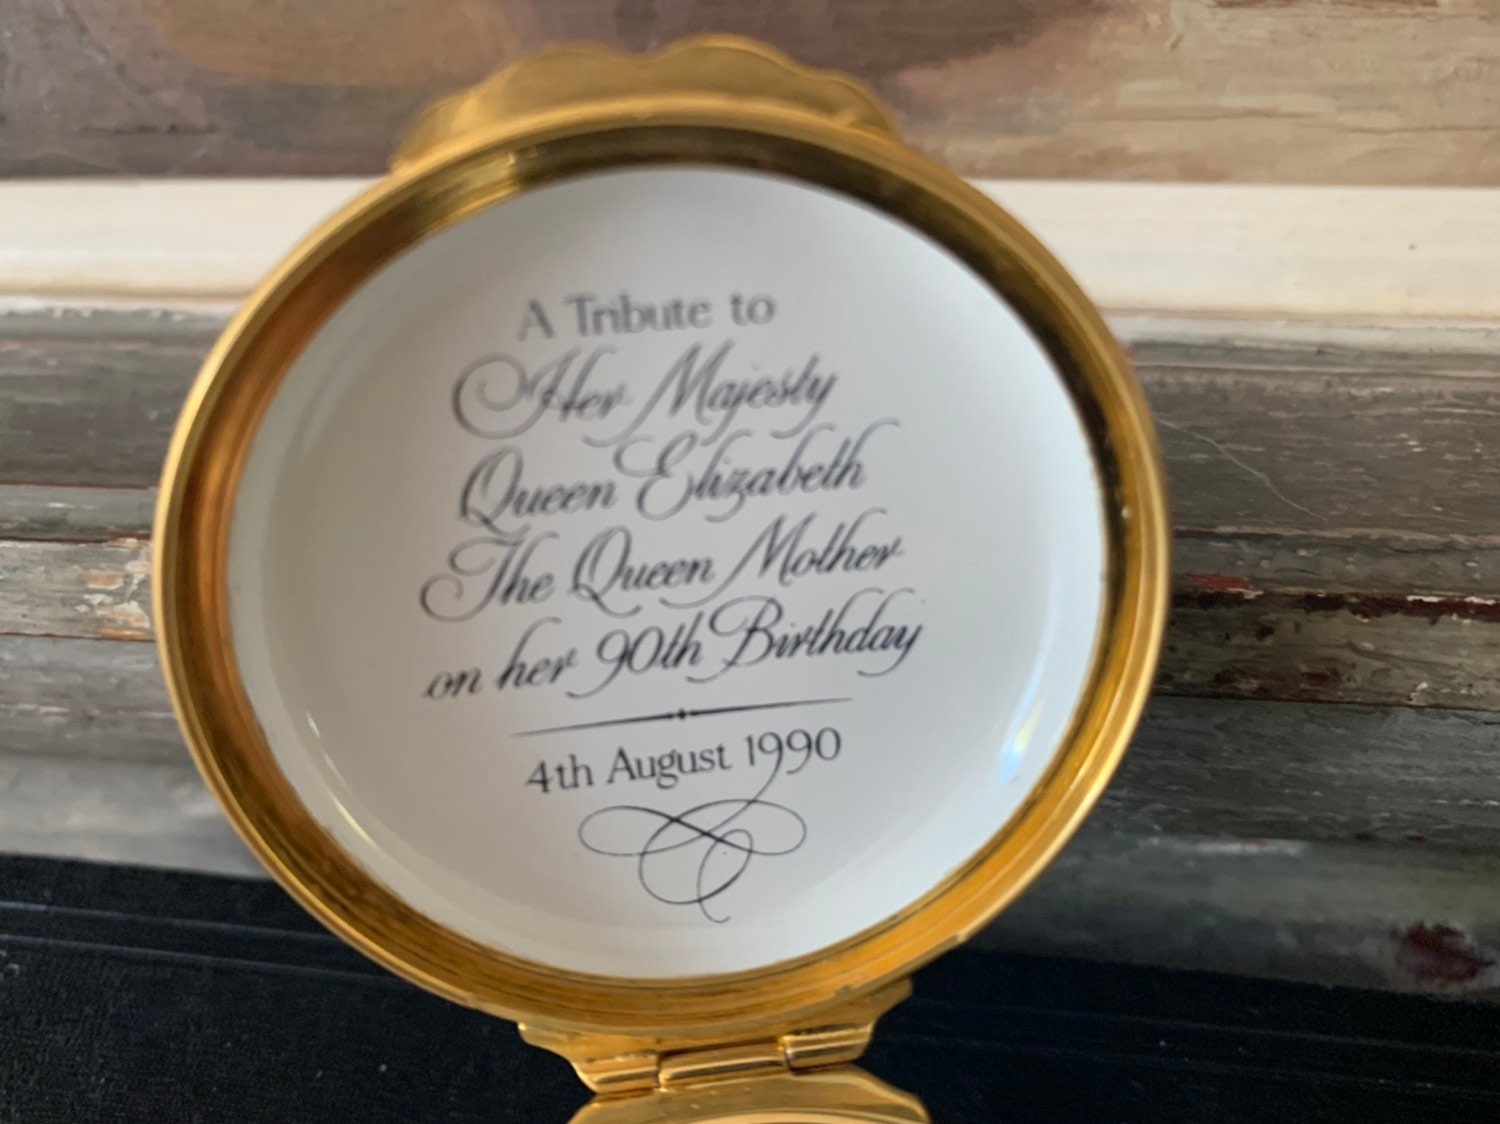 A Tribute to
Her Majesty
Queen Elizabeth
The Queen Mother
on her 90th Birthday
4th August 1990